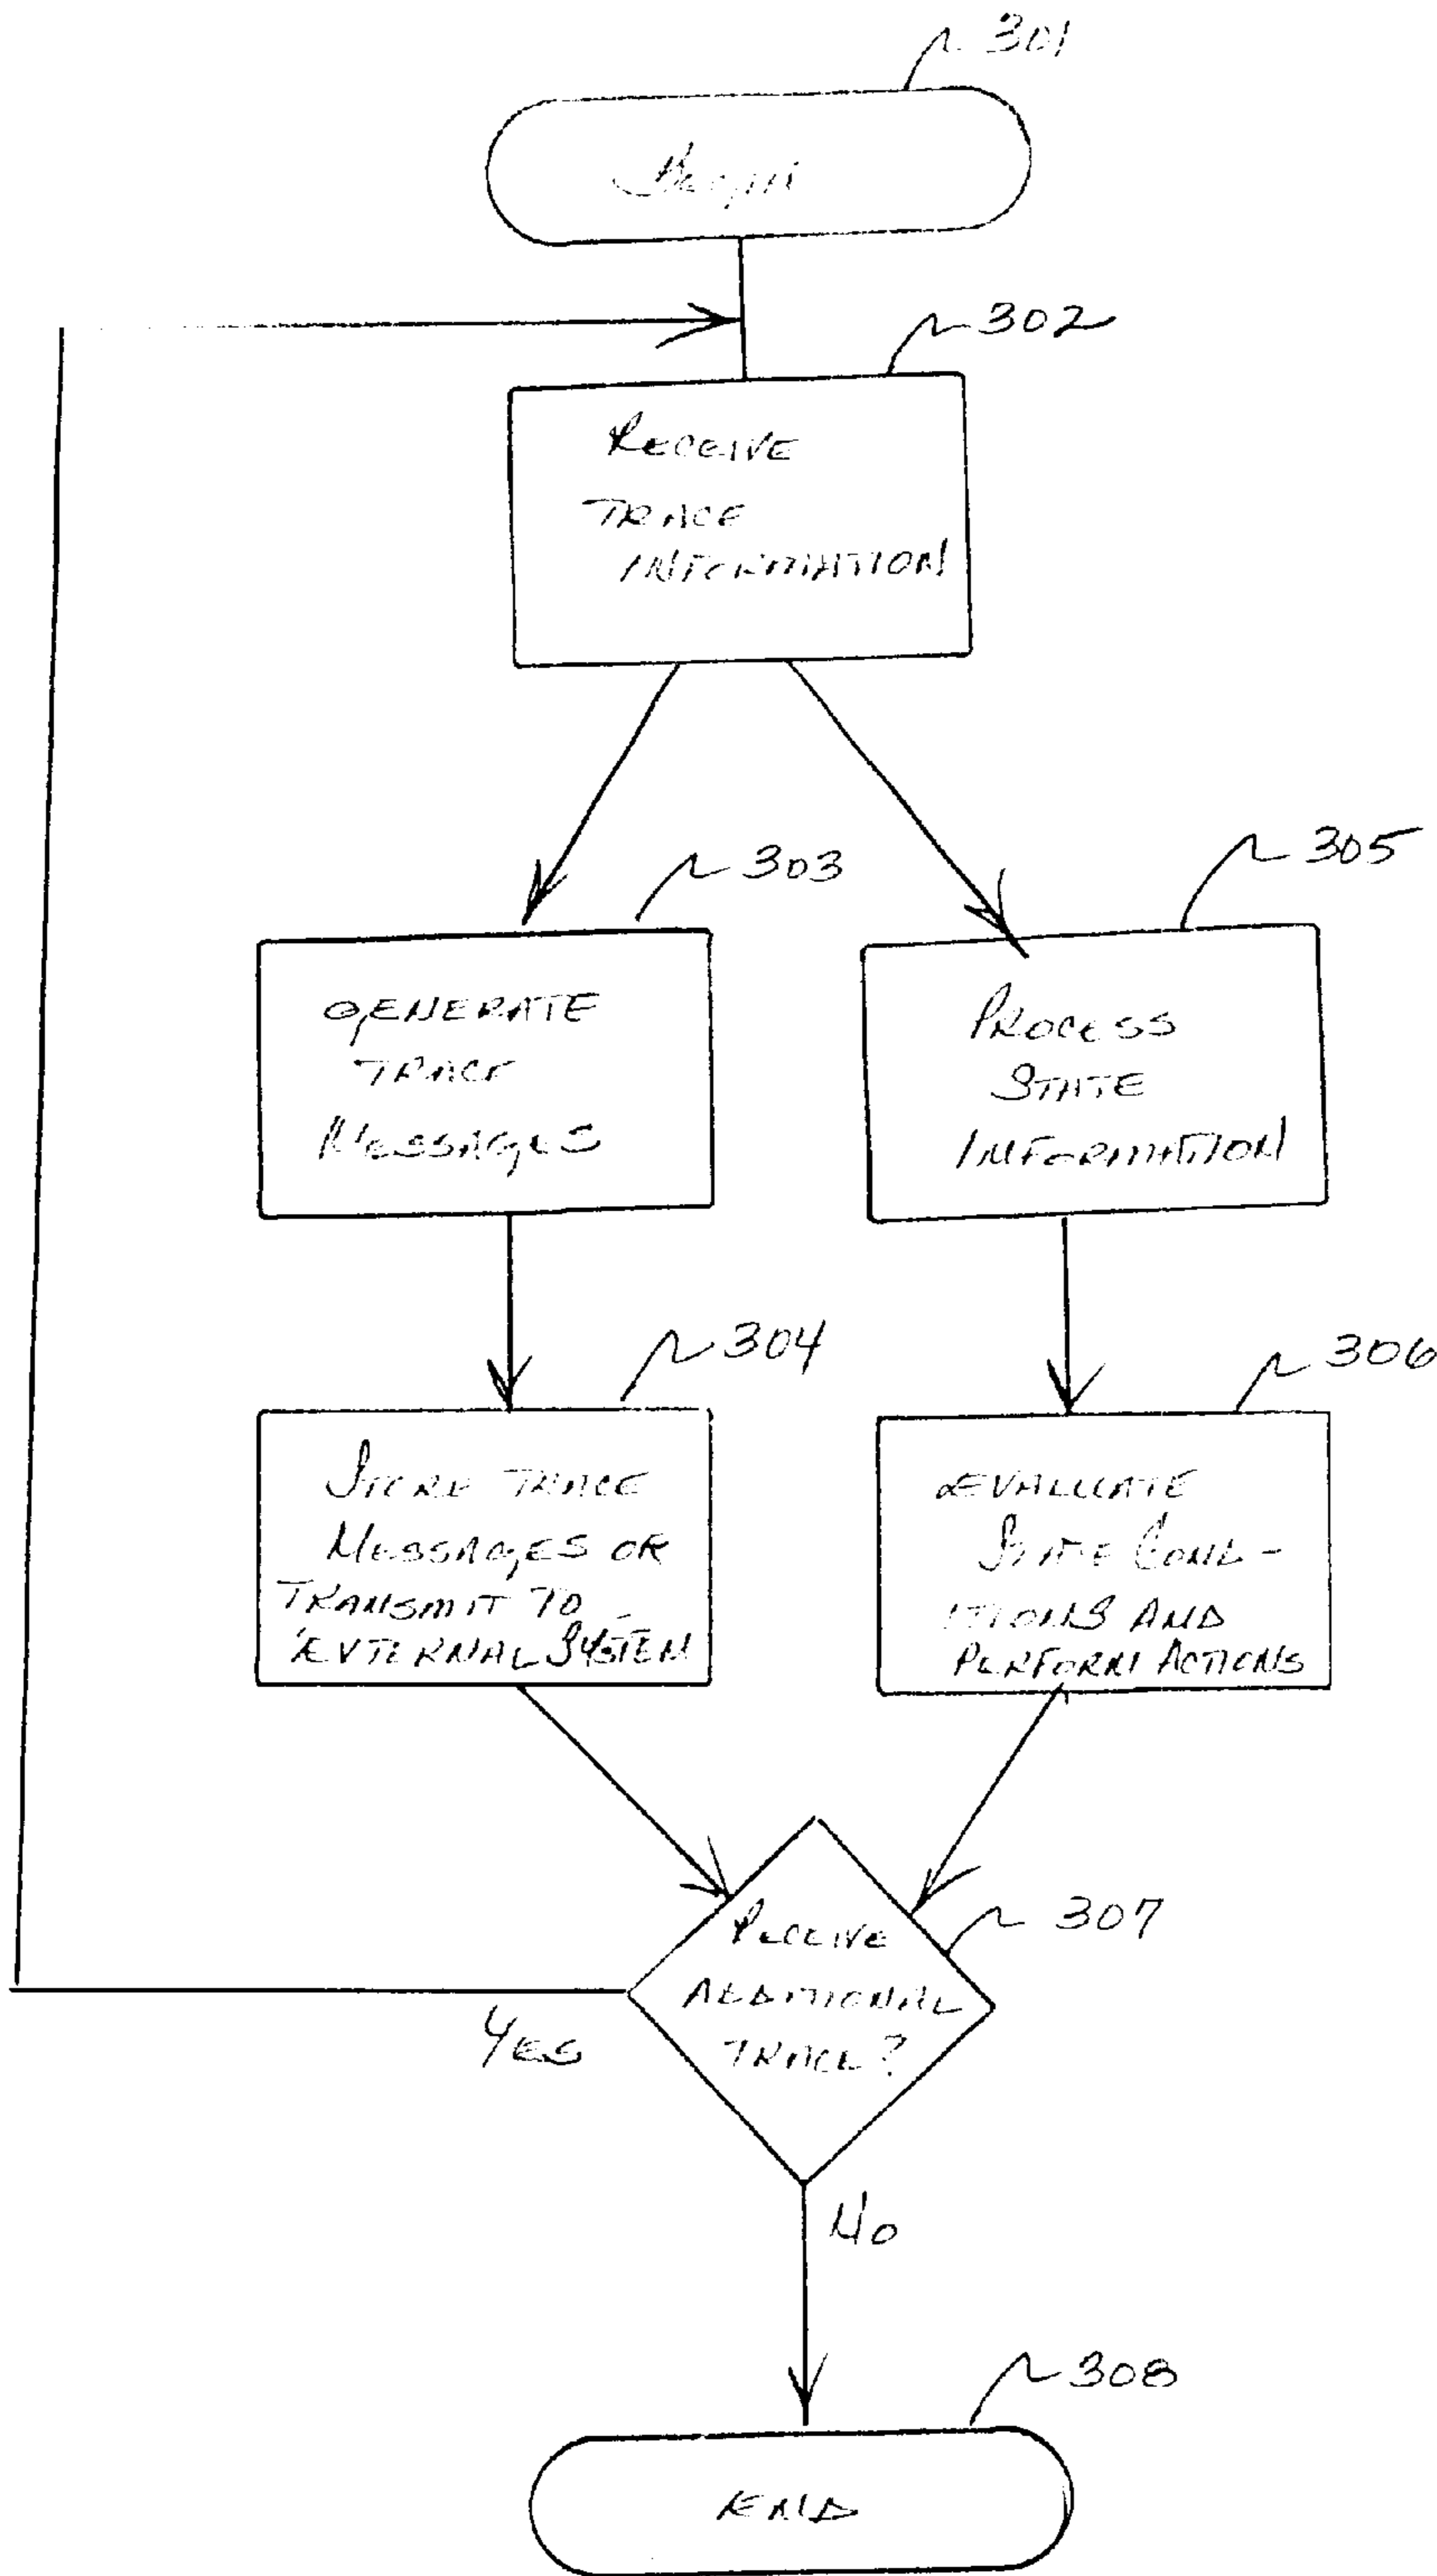 301
Begin
302
RECEIVE
TRACE
INFORMATION
303
GENERATE
TRACE
MESSAGES
305
PROCESS
STATE
INFORMATION
304
STORE TRACE
MESSAGES OR
TRANSMIT TO
EXTERNAL SYSTEM
306
EVALUATE
STATE COND-
ITIONS AND
PERFORM ACTIONS
307
RECEIVE
ADDITIONAL
TRACE?
YES
NO
308
END